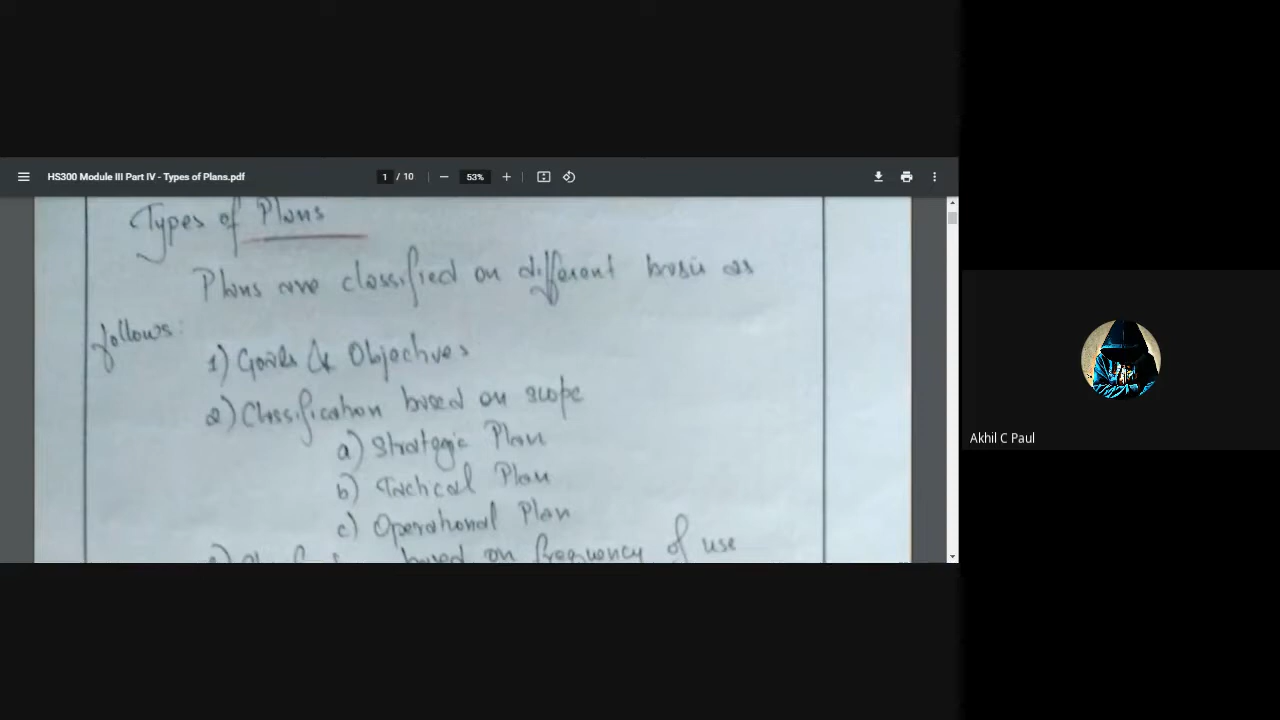 HS300 Module III Part IV - Types of Plans.pdf
1 / 10
53%
Types of Plans
Plans are classified on different basis as
follows:
1) Goals & Objectives
2) Classification based on scope
a) Strategic Plan
b) Tactical Plan
c) Operational Plan
based on frequency of use
Akhil C Paul